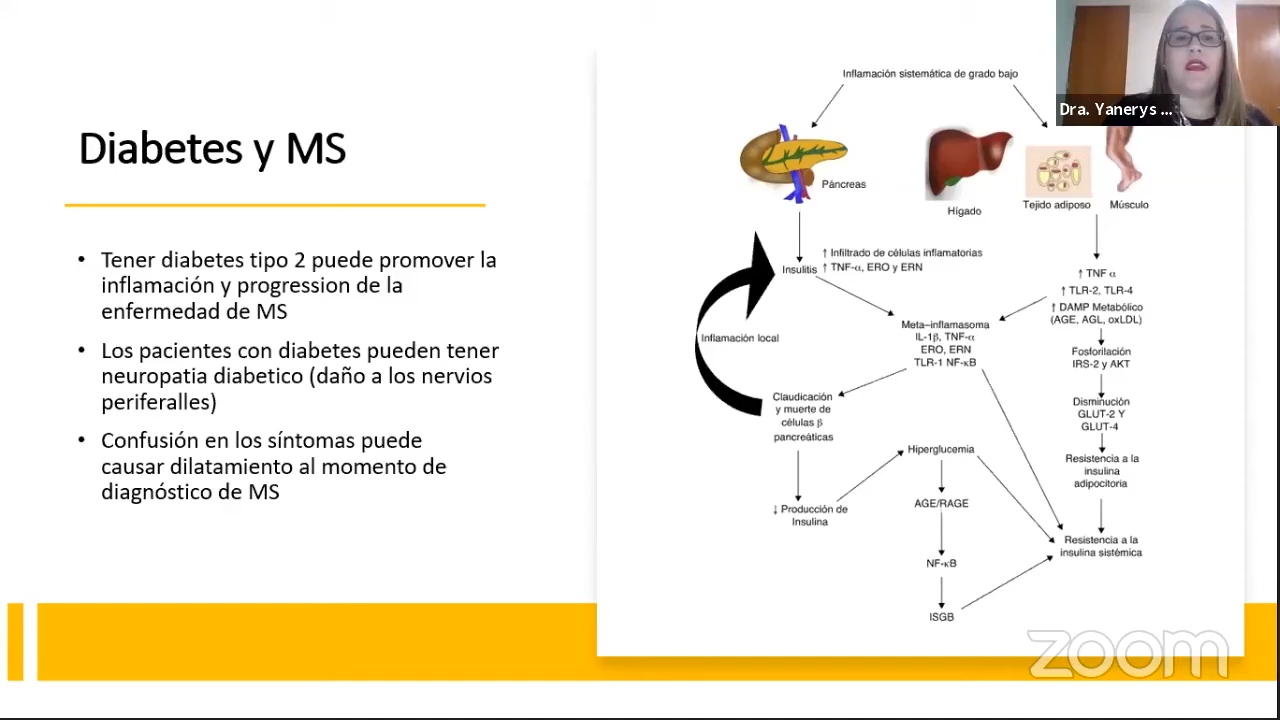 Diabetes y MS
• Tener diabetes tipo 2 puede promover la
inflamación y progression de la
enfermedad de MS
• Los pacientes con diabetes pueden tener
neuropatia diabetico (daño a los nervios
periferalles)
• Confusión en los síntomas puede
causar dilatamiento al momento de
diagnóstico de MS
Inflamación sistemática de grado bajo
Páncreas
Hígado
Tejido adiposo
Músculo
Insulitis
↑ Infiltrado de células inflamatorias
↑ TNF-α, ERO y ERN
↑ TNF α
↑ TLR-2, TLR-4
↑ DAMP Metabólico
(AGE, AGL, oxLDL)
Inflamación local
Meta–inflamasoma
IL-1β, TNF-α
ERO, ERN
TLR-1 NF-κB
Fosforilación
IRS-2 y AKT
Claudicación
y muerte de
células β
pancreáticas
Disminución
GLUT-2 Y
GLUT-4
Hiperglucemia
Resistencia a la
insulina
adipocitoria
↓ Producción de
Insulina
AGE/RAGE
Resistencia a la
insulina sistémica
NF-κB
ISGB
Dra. Yanerys ...
zoom